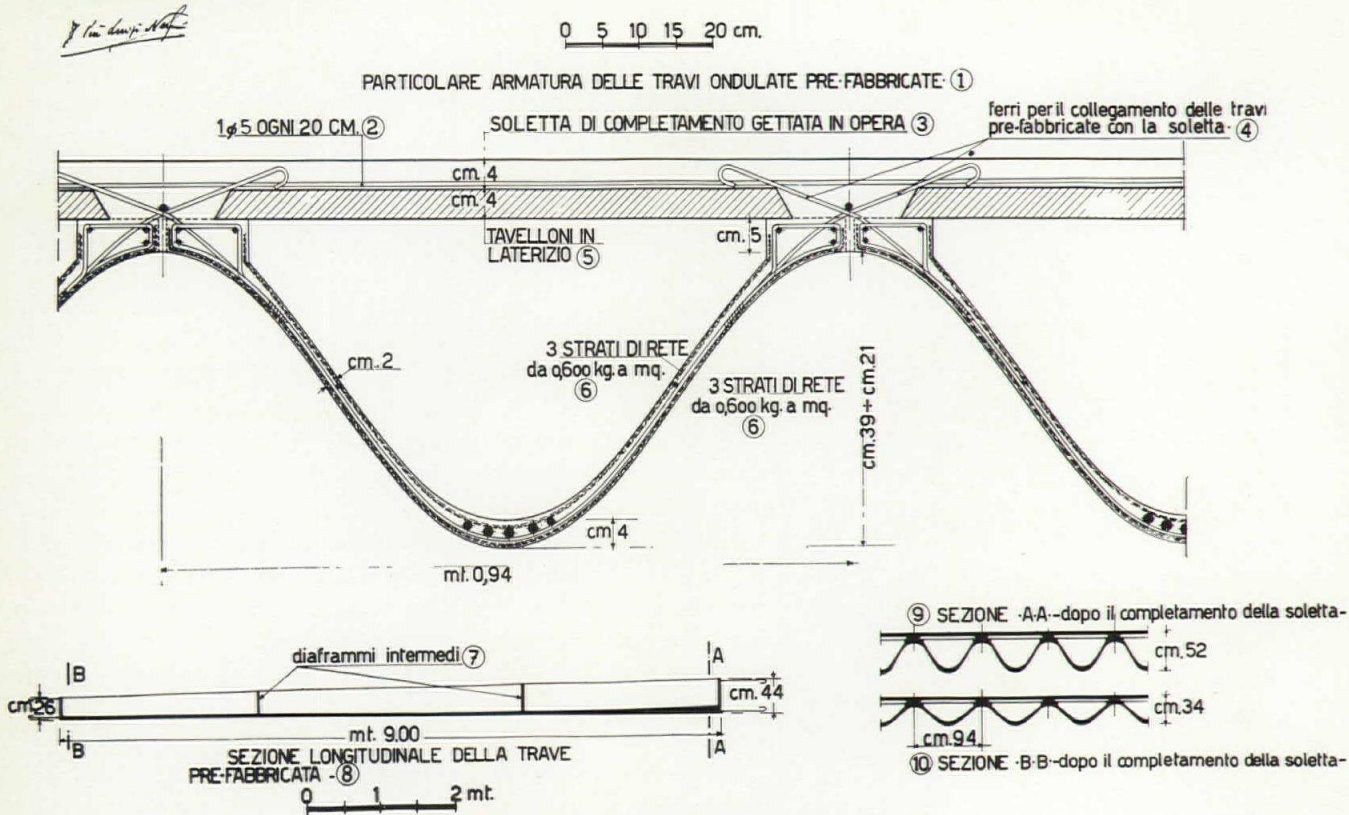 Pier Luigi Nervi
0 5 10 15 20 cm.
PARTICOLARE ARMATURA DELLE TRAVI ONDULATE PRE-FABBRICATE· ①
1ø5 OGNI 20 CM. ②
SOLETTA DI COMPLETAMENTO GETTATA IN OPERA ③
ferri per il collegamento delle travi
pre-fabbricate con la soletta· ④
cm. 4
cm. 4
TAVELLONI IN
LATERIZIO ⑤
cm. 5
cm. 2
3 STRATI DI RETE
da 0,600 kg. a mq.
⑥
3 STRATI DI RETE
da 0,600 kg. a mq.
⑥
cm. 39 ÷ cm. 21
cm 4
mt. 0,94
B
diaframmi intermedi ⑦
A
cm. 26
cm. 44
mt. 9.00
B
A
SEZIONE LONGITUDINALE DELLA TRAVE
PRE-FABBRICATA - ⑧
0 1 2 mt.
⑨ SEZIONE ·A·A·-dopo il completamento della soletta-
cm. 52
cm. 34
cm. 94
⑩ SEZIONE ·B·B·-dopo il completamento della soletta-